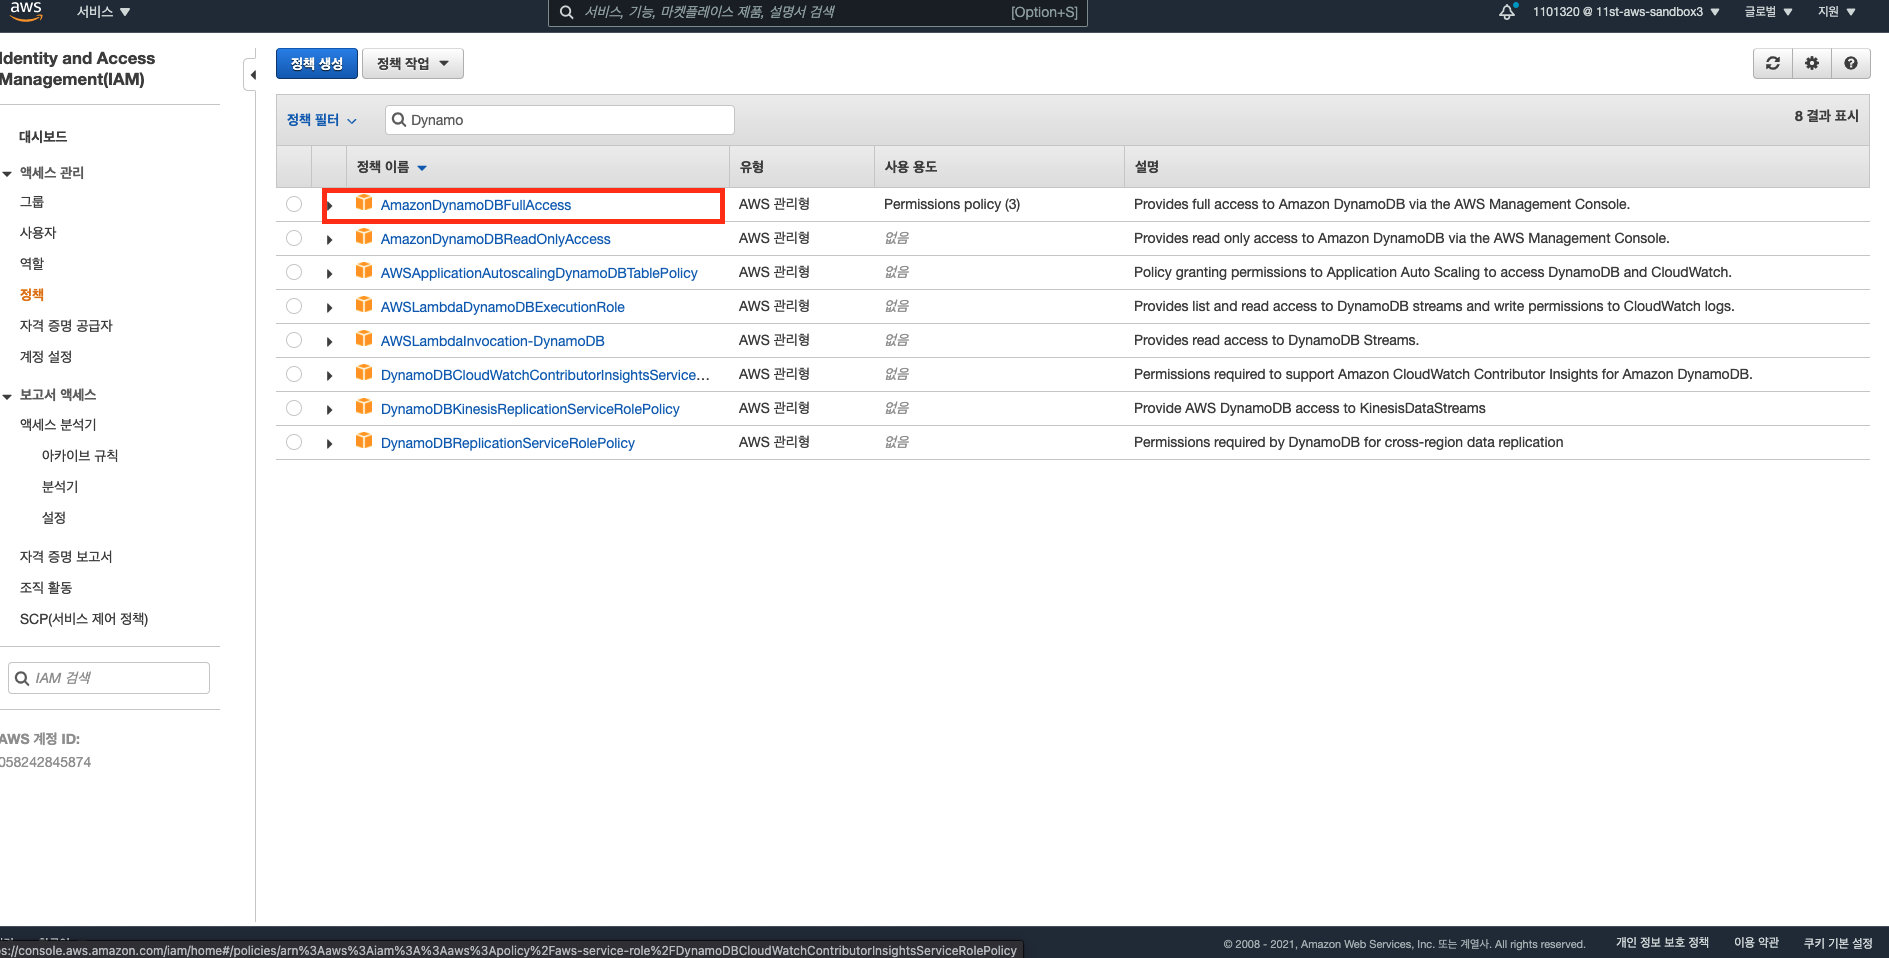 aws
서비스 ▼
서비스, 기능, 마켓플레이스 제품, 설명서 검색
[Option+S]
1101320 @ 11st-aws-sandbox3 ▼
글로벌 ▼
지원 ▼
Identity and Access
Management(IAM)
대시보드
액세스 관리
그룹
사용자
역할
정책
자격 증명 공급자
계정 설정
보고서 액세스
액세스 분석기
아카이브 규칙
분석기
설정
자격 증명 보고서
조직 활동
SCP(서비스 제어 정책)
IAM 검색
AWS 계정 ID:
058242845874
정책 생성
정책 작업
정책 필터
Dynamo
8 결과 표시
정책 이름 유형 사용 용도 설명
AmazonDynamoDBFullAccess AWS 관리형 Permissions policy (3) Provides full access to Amazon DynamoDB via the AWS Management Console.
AmazonDynamoDBReadOnlyAccess AWS 관리형 없음 Provides read only access to Amazon DynamoDB via the AWS Management Console.
AWSApplicationAutoscalingDynamoDBTablePolicy AWS 관리형 없음 Policy granting permissions to Application Auto Scaling to access DynamoDB and CloudWatch.
AWSLambdaDynamoDBExecutionRole AWS 관리형 없음 Provides list and read access to DynamoDB streams and write permissions to CloudWatch logs.
AWSLambdaInvocation-DynamoDB AWS 관리형 없음 Provides read access to DynamoDB Streams.
DynamoDBCloudWatchContributorInsightsService... AWS 관리형 없음 Permissions required to support Amazon CloudWatch Contributor Insights for Amazon DynamoDB.
DynamoDBKinesisReplicationServiceRolePolicy AWS 관리형 없음 Provide AWS DynamoDB access to KinesisDataStreams
DynamoDBReplicationServiceRolePolicy AWS 관리형 없음 Permissions required by DynamoDB for cross-region data replication
s://console.aws.amazon.com/iam/home#/policies/arn%3Aaws%3Aiam%3A%3Aaws%3Apolicy%2Faws-service-role%2FDynamoDBCloudWatchContributorInsightsServiceRolePolicy
© 2008 - 2021, Amazon Web Services, Inc. 또는 계열사. All rights reserved.
개인 정보 보호 정책
이용 약관
쿠키 기본 설정